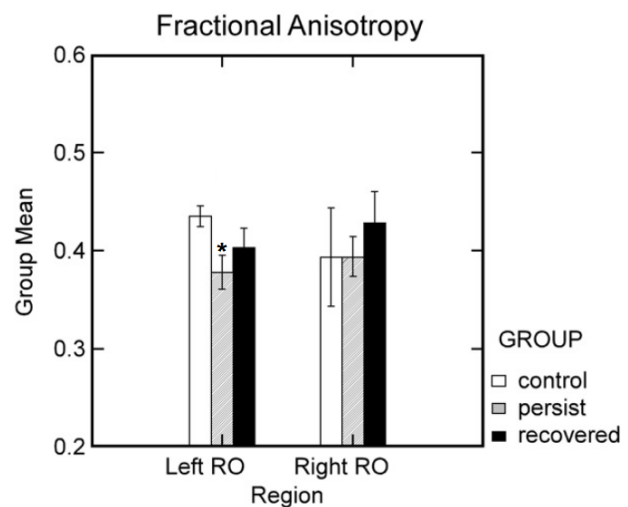 Fractional Anisotropy
0.6
0.5
0.4
0.3
0.2
Group Mean
*
Left RO
Right RO
Region
GROUP
control
persist
recovered